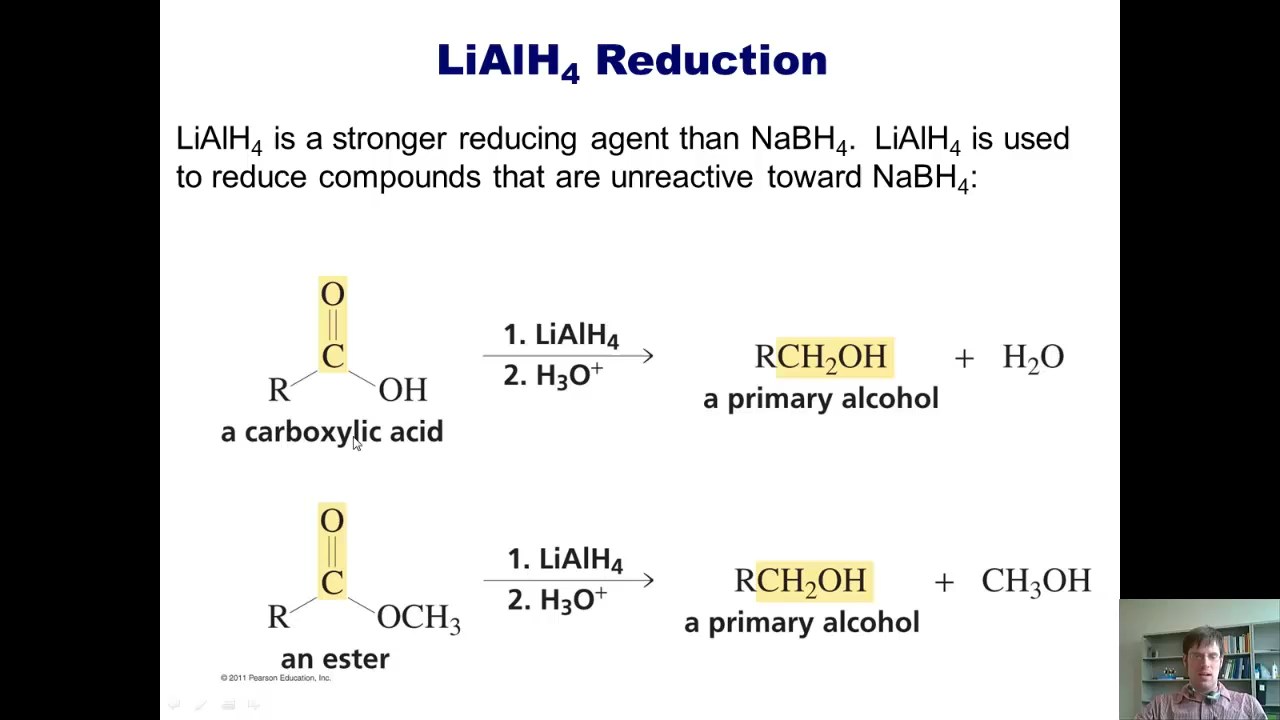 LiAlH₄ Reduction
LiAlH₄ is a stronger reducing agent than NaBH₄. LiAlH₄ is used
to reduce compounds that are unreactive toward NaBH₄:
O
C
R OH
a carboxylic acid
1. LiAlH₄
2. H₃O⁺
RCH₂OH + H₂O
a primary alcohol
O
C
R OCH₃
an ester
1. LiAlH₄
2. H₃O⁺
RCH₂OH + CH₃OH
a primary alcohol
© 2011 Pearson Education, Inc.